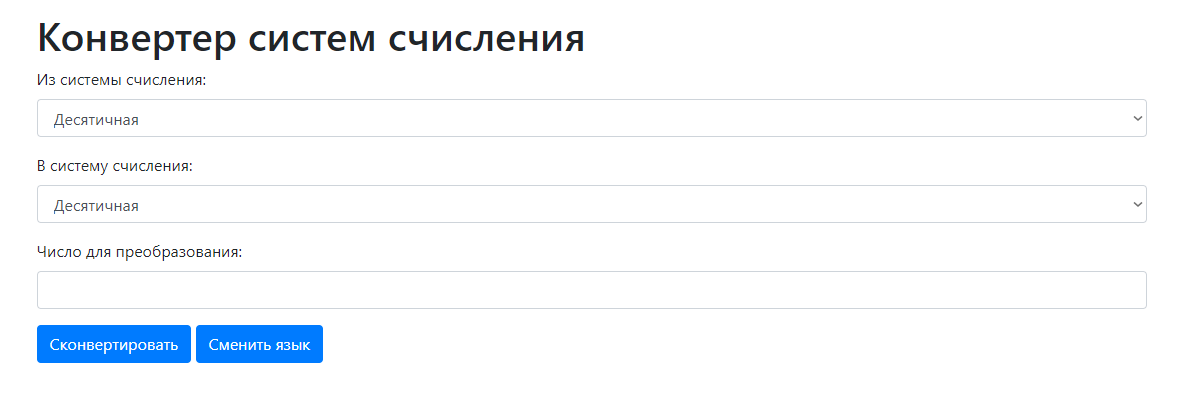 Конвертер систем счисления
Из системы счисления:
Десятичная
В систему счисления:
Десятичная
Число для преобразования:
Сконвертировать Сменить язык